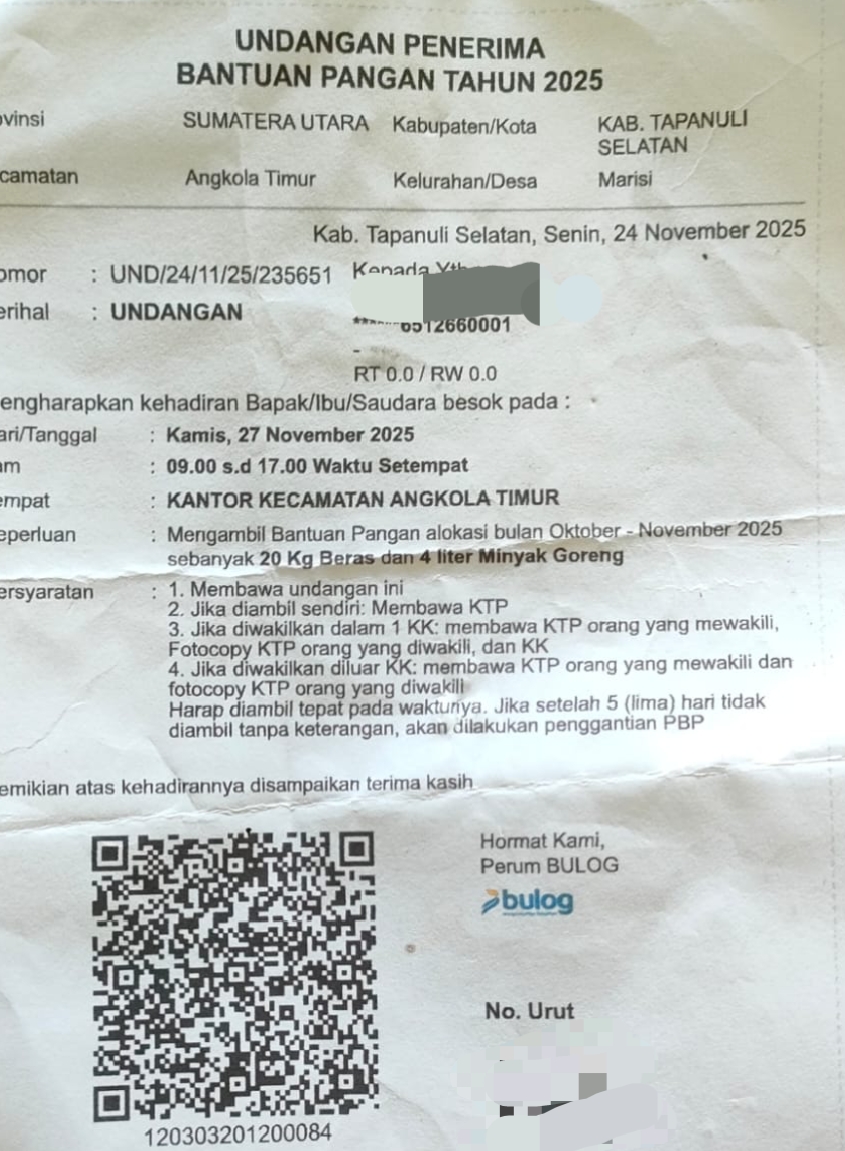 UNDANGAN PENERIMA
BANTUAN PANGAN TAHUN 2025
ovinsi SUMATERA UTARA Kabupaten/Kota KAB. TAPANULI SELATAN
camatan Angkola Timur Kelurahan/Desa Marisi
Kab. Tapanuli Selatan, Senin, 24 November 2025
omor : UND/24/11/25/235651 Kepada Yth
erihal : UNDANGAN
6512660001
-
RT 0.0 / RW 0.0
engharapkan kehadiran Bapak/Ibu/Saudara besok pada :
ari/Tanggal : Kamis, 27 November 2025
am : 09.00 s.d 17.00 Waktu Setempat
empat : KANTOR KECAMATAN ANGKOLA TIMUR
eperluan : Mengambil Bantuan Pangan alokasi bulan Oktober - November 2025
sebanyak 20 Kg Beras dan 4 liter Minyak Goreng
ersyaratan : 1. Membawa undangan ini
2. Jika diambil sendiri: Membawa KTP
3. Jika diwakilkan dalam 1 KK: membawa KTP orang yang mewakili,
Fotocopy KTP orang yang diwakili, dan KK
4. Jika diwakilkan diluar KK: membawa KTP orang yang mewakili dan
fotocopy KTP orang yang diwakili
Harap diambil tepat pada waktunya. Jika setelah 5 (lima) hari tidak
diambil tanpa keterangan, akan dilakukan penggantian PBP
emikian atas kehadirannya disampaikan terima kasih
Hormat Kami,
Perum BULOG
bulog
No. Urut
120303201200084